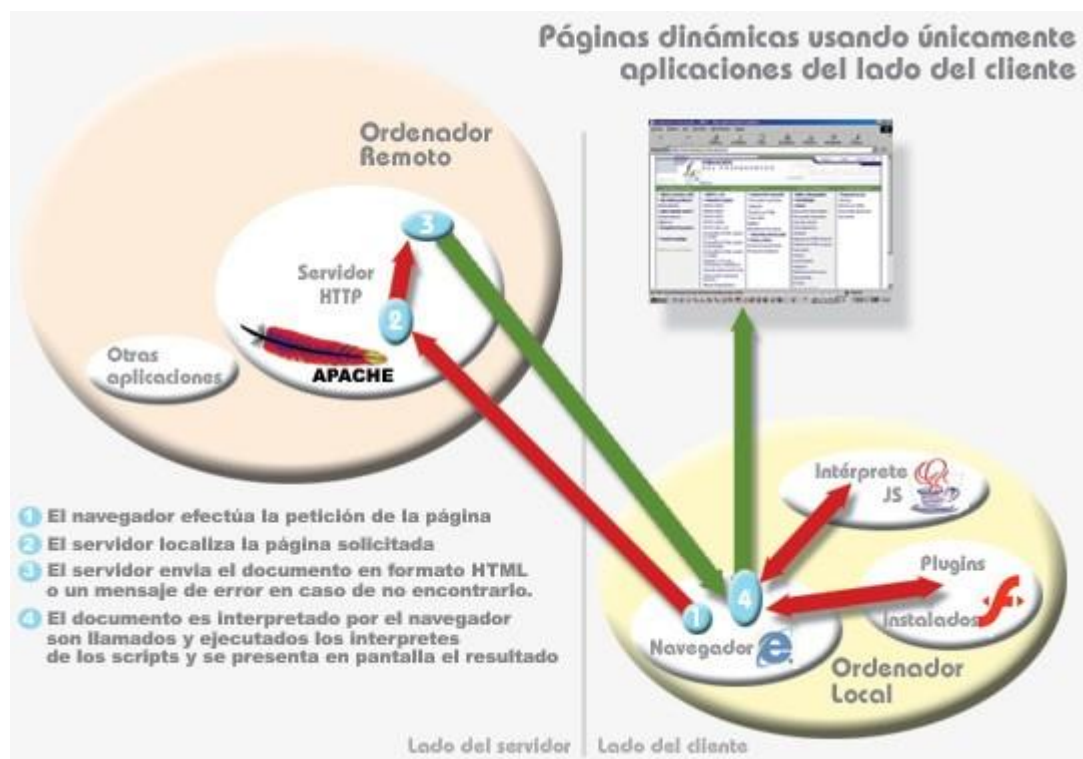 Páginas dinámicas usando únicamente
aplicaciones del lado del cliente
Ordenador
Remoto
3
Servidor
HTTP
2
APACHE
Otras
aplicaciones
Intérprete
JS
Plugins
Instalados
1
4
Navegador
Ordenador
Local
1 El navegador efectúa la petición de la página
2 El servidor localiza la página solicitada
3 El servidor envia el documento en formato HTML
o un mensaje de error en caso de no encontrarlo.
4 El documento es interpretado por el navegador
son llamados y ejecutados los interpretes
de los scripts y se presenta en pantalla el resultado
Lado del servidor
Lado del cliente